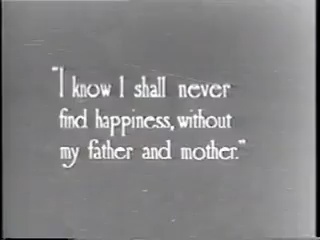 "I know I shall never
find happiness, without
my father and mother."